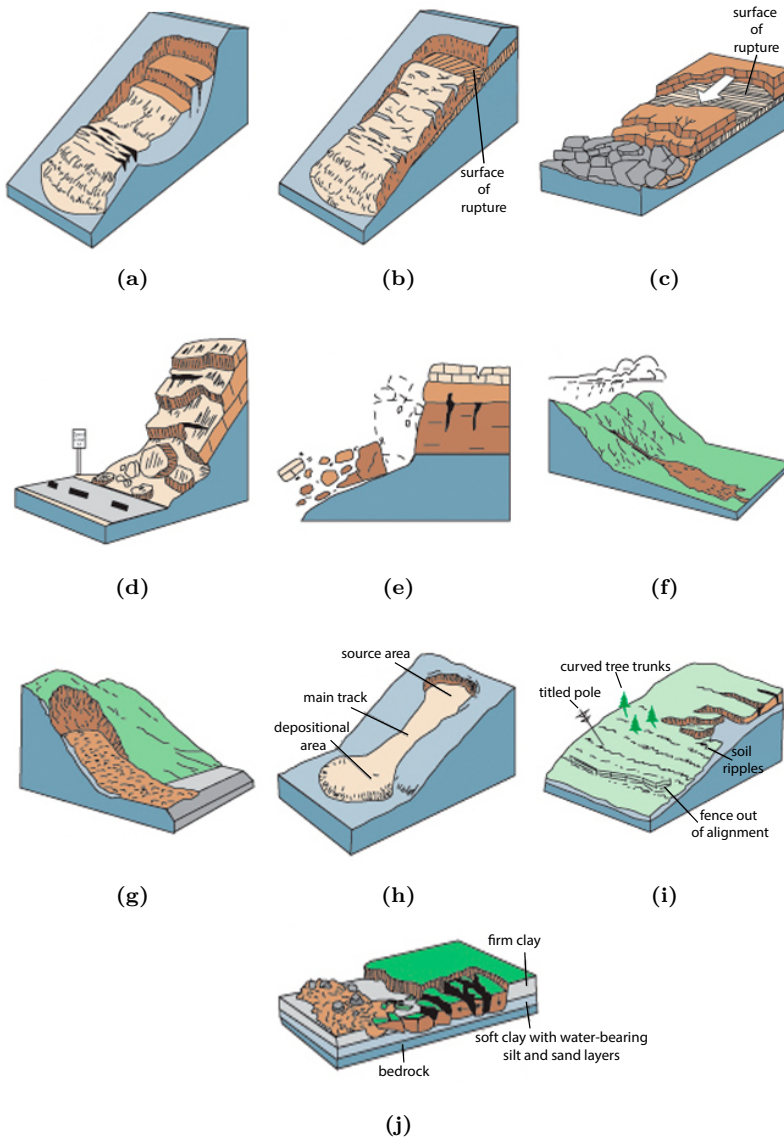 surface
of
rupture
surface
of
rupture
(a)
(b)
(c)
(d)
(e)
(f)
source area
main track
depositional
area
curved tree trunks
titled pole
soil
ripples
fence out
of alignment
(g)
(h)
(i)
firm clay
soft clay with water-bearing
silt and sand layers
bedrock
(j)